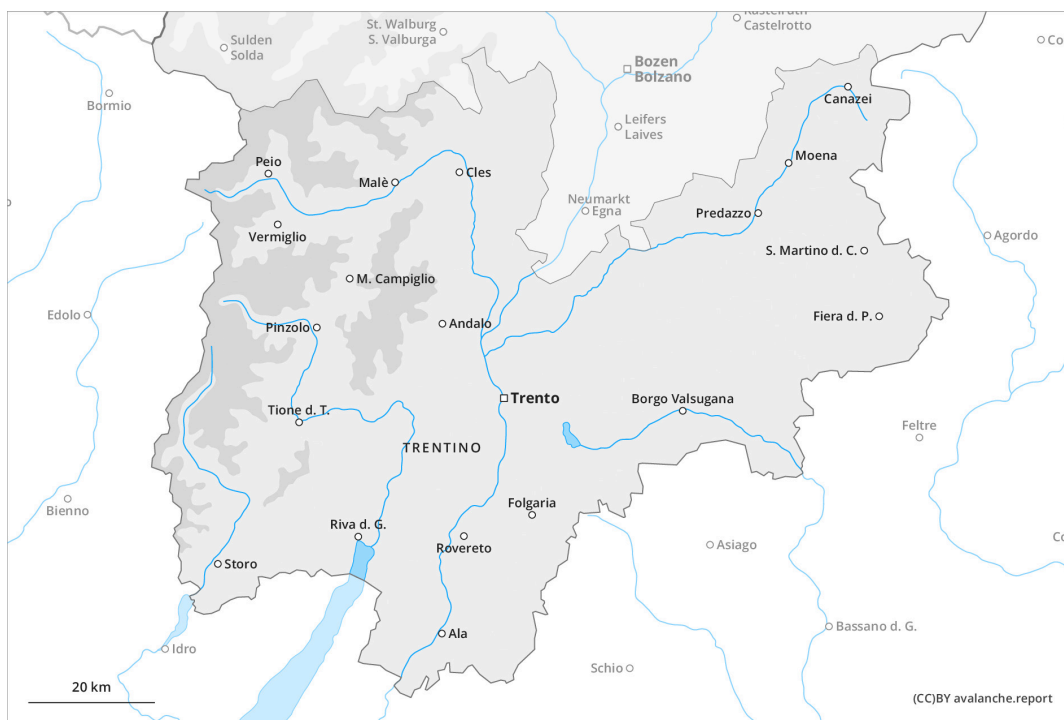 Kastelruth
Castelrotto
St. Walburg
S. Valburga
Sulden
Solda
Co
Bozen
Bolzano
Bormio
Canazei
Leifers
Laives
Moena
Peio
Malè
Cles
Neumarkt
Egna
Predazzo
Vermiglio
Agordo
S. Martino d. C.
M. Campiglio
Edolo
Pinzolo
Andalo
Fiera d. P.
Trento
Borgo Valsugana
Tione d. T.
Feltre
TRENTINO
Bienno
Folgaria
Riva d. G.
Rovereto
Asiago
Co
Storo
Bassano d. G.
Ala
Idro
Schio
20 km
(CC)BY avalanche.report